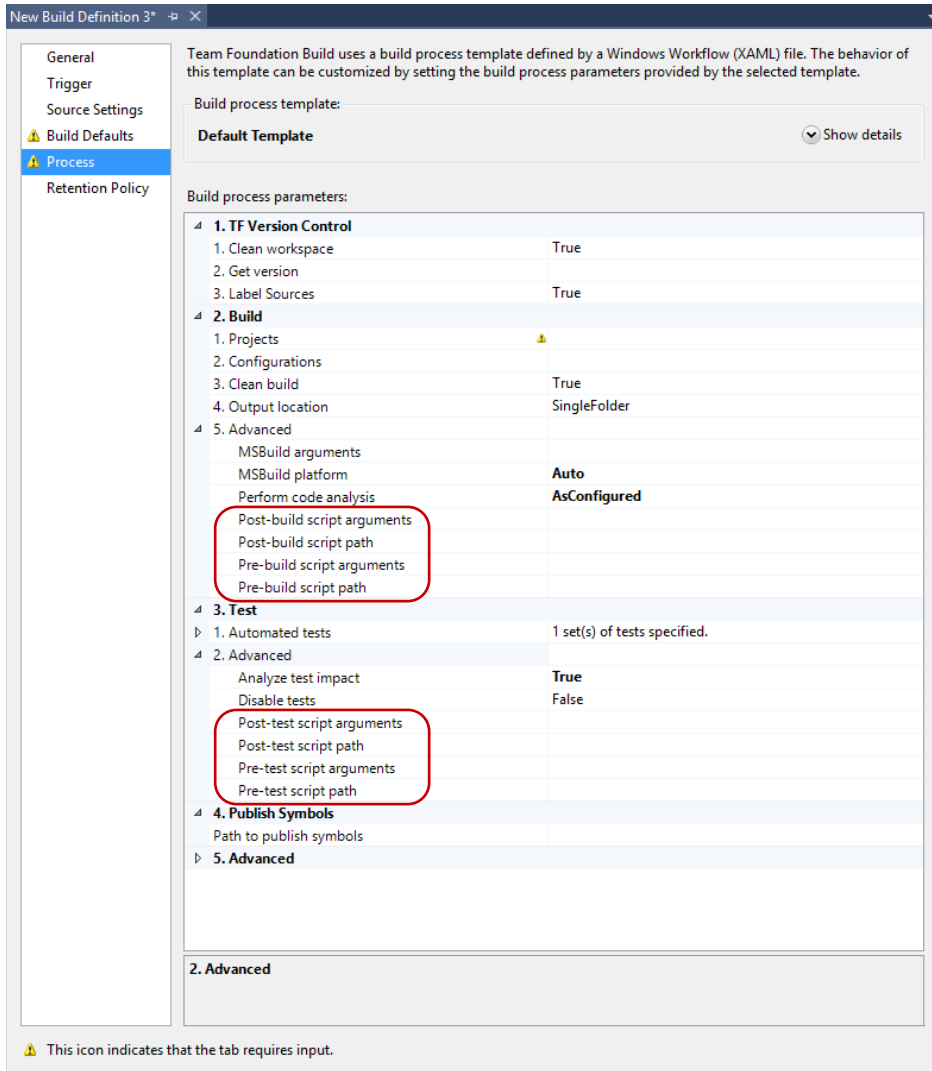 New Build Definition 3*
General
Trigger
Source Settings
Build Defaults
Process
Retention Policy
Team Foundation Build uses a build process template defined by a Windows Workflow (XAML) file. The behavior of
this template can be customized by setting the build process parameters provided by the selected template.
Build process template:
Default Template
Show details
Build process parameters:
1. TF Version Control
1. Clean workspace True
2. Get version
3. Label Sources True
2. Build
1. Projects
2. Configurations
3. Clean build True
4. Output location SingleFolder
5. Advanced
MSBuild arguments
MSBuild platform Auto
Perform code analysis AsConfigured
Post-build script arguments
Post-build script path
Pre-build script arguments
Pre-build script path
3. Test
1. Automated tests 1 set(s) of tests specified.
2. Advanced
Analyze test impact True
Disable tests False
Post-test script arguments
Post-test script path
Pre-test script arguments
Pre-test script path
4. Publish Symbols
Path to publish symbols
5. Advanced
2. Advanced
This icon indicates that the tab requires input.